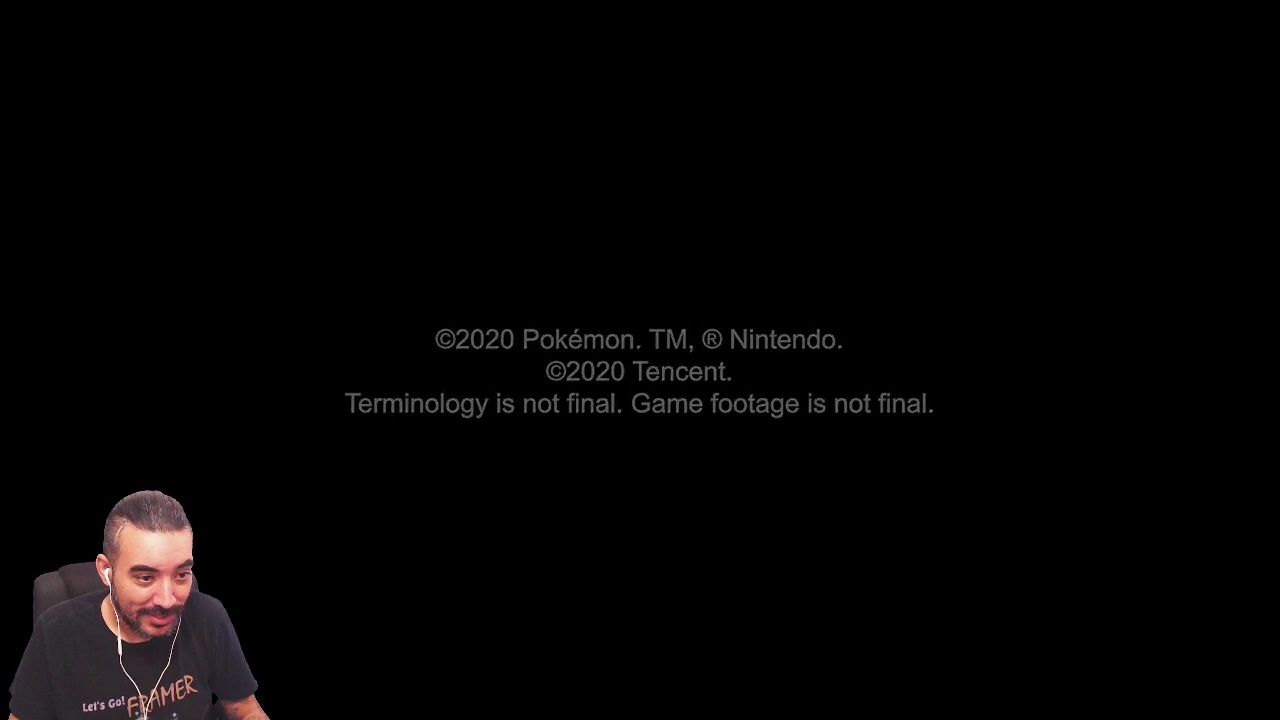 ©2020 Pokémon. TM, ® Nintendo.
©2020 Tencent.
Terminology is not final. Game footage is not final.
Let's Go! FRAMER